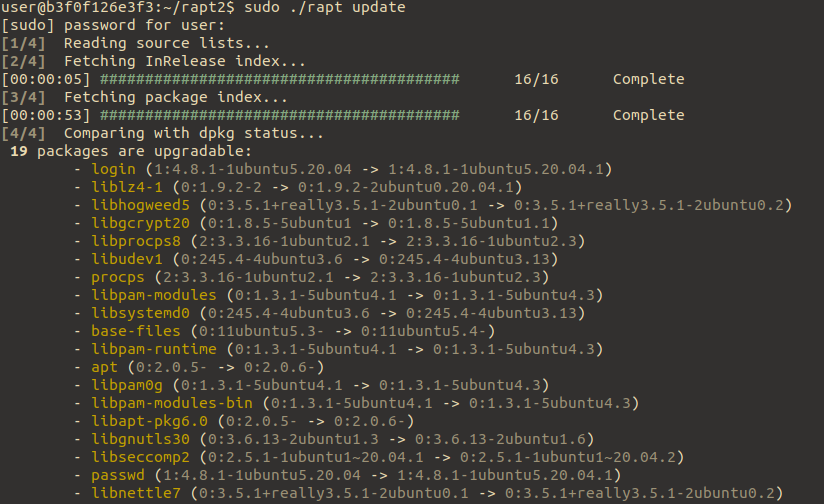 user@b3f0f126e3f3:~/rapt2$ sudo ./rapt update
[sudo] password for user:
[1/4]  Reading source lists...
[2/4]  Fetching InRelease index...
[00:00:05] ######################################## 16/16 Complete
[3/4]  Fetching package index...
[00:00:53] ######################################## 16/16 Complete
[4/4]  Comparing with dpkg status...
19 packages are upgradable:
- login (1:4.8.1-1ubuntu5.20.04 -> 1:4.8.1-1ubuntu5.20.04.1)
- liblz4-1 (0:1.9.2-2 -> 0:1.9.2-2ubuntu0.20.04.1)
- libhogweed5 (0:3.5.1+really3.5.1-2ubuntu0.1 -> 0:3.5.1+really3.5.1-2ubuntu0.2)
- libgcrypt20 (0:1.8.5-5ubuntu1 -> 0:1.8.5-5ubuntu1.1)
- libprocps8 (2:3.3.16-1ubuntu2.1 -> 2:3.3.16-1ubuntu2.3)
- libudev1 (0:245.4-4ubuntu3.6 -> 0:245.4-4ubuntu3.13)
- procps (2:3.3.16-1ubuntu2.1 -> 2:3.3.16-1ubuntu2.3)
- libpam-modules (0:1.3.1-5ubuntu4.1 -> 0:1.3.1-5ubuntu4.3)
- libsystemd0 (0:245.4-4ubuntu3.6 -> 0:245.4-4ubuntu3.13)
- base-files (0:11ubuntu5.3- -> 0:11ubuntu5.4-)
- libpam-runtime (0:1.3.1-5ubuntu4.1 -> 0:1.3.1-5ubuntu4.3)
- apt (0:2.0.5- -> 0:2.0.6-)
- libpam0g (0:1.3.1-5ubuntu4.1 -> 0:1.3.1-5ubuntu4.3)
- libpam-modules-bin (0:1.3.1-5ubuntu4.1 -> 0:1.3.1-5ubuntu4.3)
- libapt-pkg6.0 (0:2.0.5- -> 0:2.0.6-)
- libgnutls30 (0:3.6.13-2ubuntu1.3 -> 0:3.6.13-2ubuntu1.6)
- libseccomp2 (0:2.5.1-1ubuntu1~20.04.1 -> 0:2.5.1-1ubuntu1~20.04.2)
- passwd (1:4.8.1-1ubuntu5.20.04 -> 1:4.8.1-1ubuntu5.20.04.1)
- libnettle7 (0:3.5.1+really3.5.1-2ubuntu0.1 -> 0:3.5.1+really3.5.1-2ubuntu0.2)